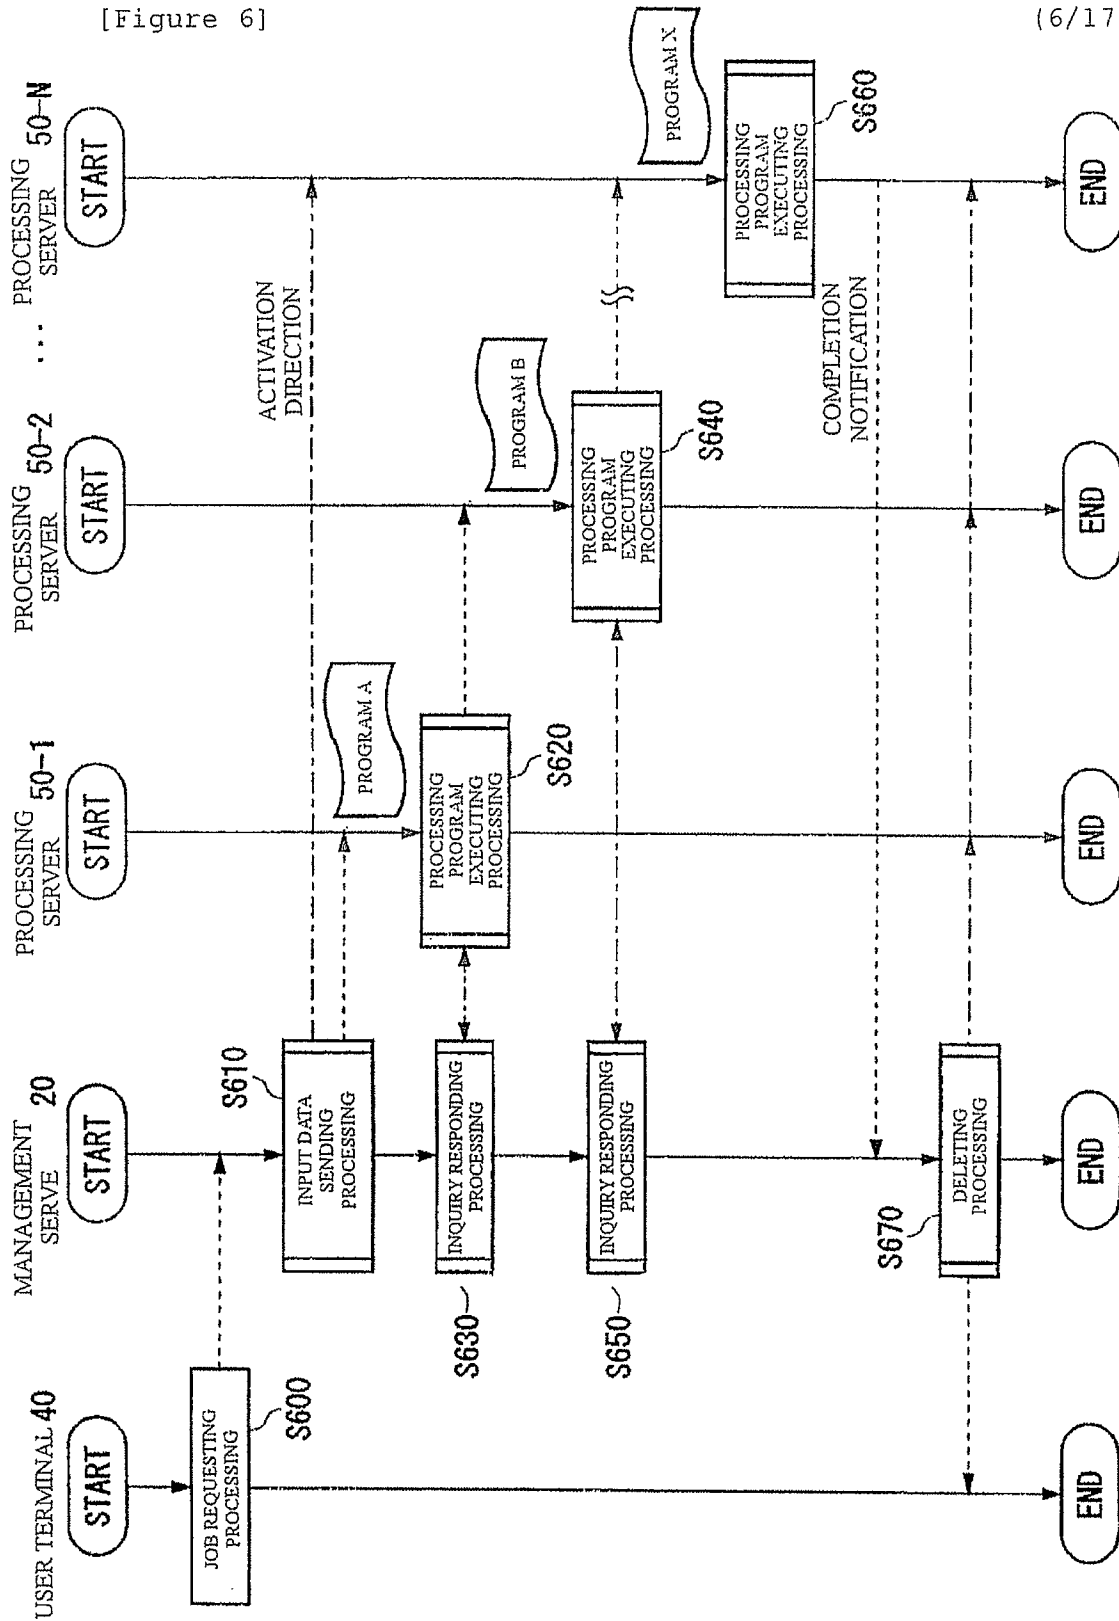 [Figure 6]
(6/17
USER TERMINAL 40
START
JOB REQUESTING
PROCESSING
S600
END
MANAGEMENT
SERVE 20
START
S610
INPUT DATA
SENDING
PROCESSING
INQUIRY RESPONDING
PROCESSING
S630
INQUIRY RESPONDING
PROCESSING
S650
DELETING
PROCESSING
S670
END
PROCESSING
SERVER 50-1
START
PROGRAM A
PROCESSING
PROGRAM
EXECUTING
PROCESSING
S620
END
PROCESSING
SERVER 50-2
START
PROGRAM B
PROCESSING
PROGRAM
EXECUTING
PROCESSING
S640
END
...
ACTIVATION
DIRECTION
COMPLETION
NOTIFICATION
PROCESSING
SERVER 50-N
START
PROGRAM X
PROCESSING
PROGRAM
EXECUTING
PROCESSING
S660
END